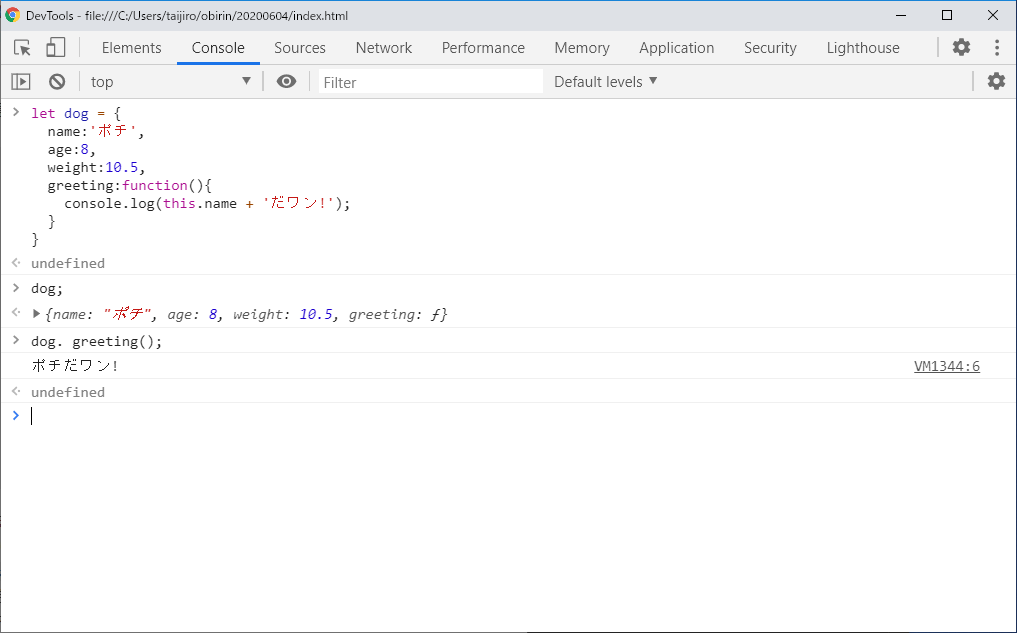 DevTools - file:///C:/Users/taijiro/obirin/20200604/index.html
Elements Console Sources Network Performance Memory Application Security Lighthouse
top Filter Default levels
let dog = {
name:'ポチ',
age:8,
weight:10.5,
greeting:function(){
console.log(this.name + 'だワン!');
}
}
undefined
dog;
{name: "ポチ", age: 8, weight: 10.5, greeting: ƒ}
dog. greeting();
ポチだワン! VM1344:6
undefined